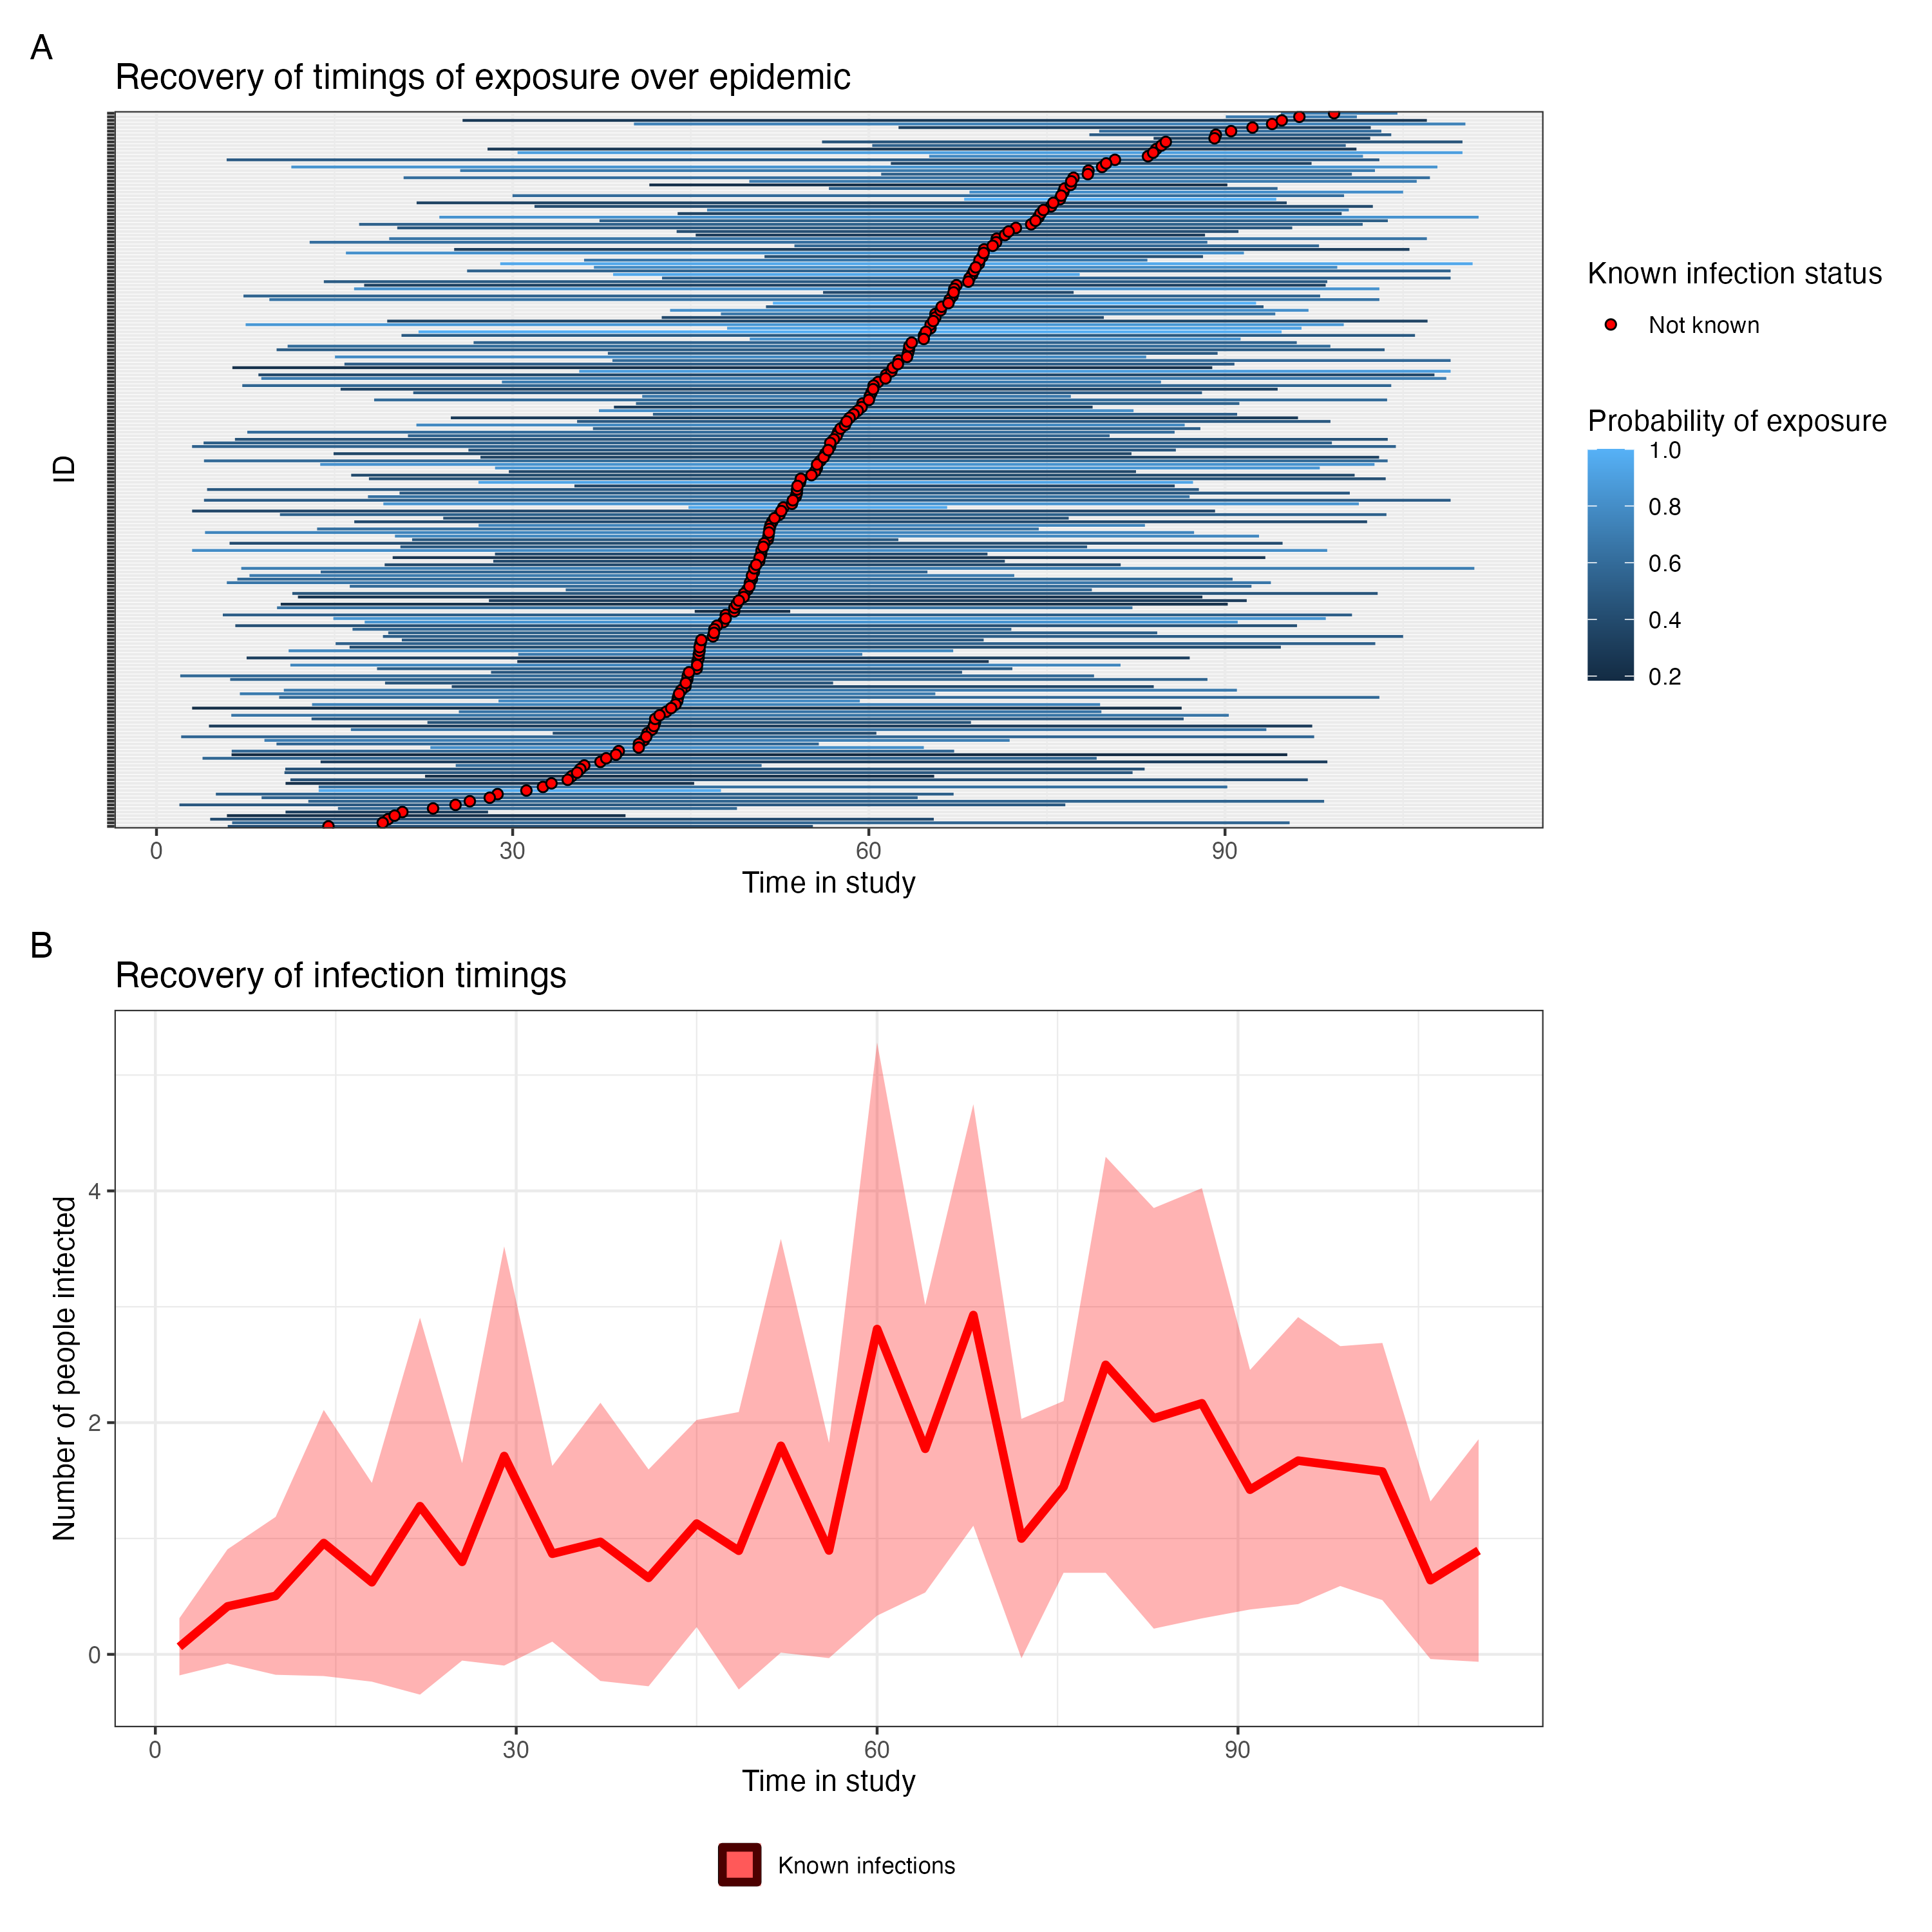 A
Recovery of timings of exposure over epidemic
ID
0 30 60 90
Time in study
Known infection status
Not known
Probability of exposure
1.0
0.8
0.6
0.4
0.2
B
Recovery of infection timings
Number of people infected
4
2
0
0 30 60 90
Time in study
Known infections